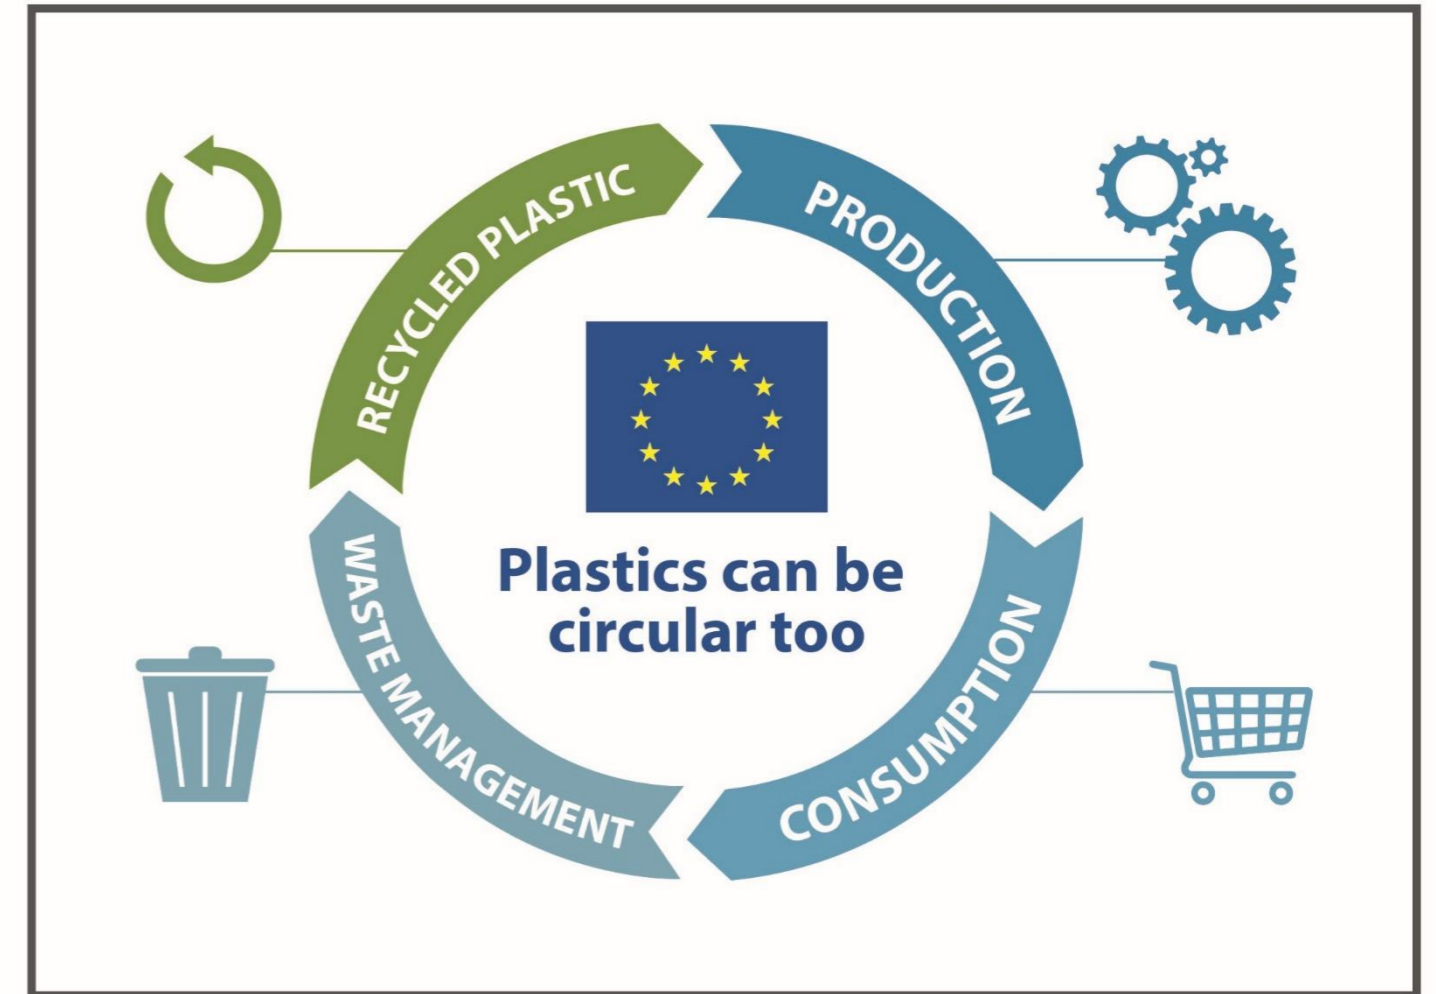 RECYCLED PLASTIC
PRODUCTION
Plastics can be
circular too
WASTE MANAGEMENT
CONSUMPTION